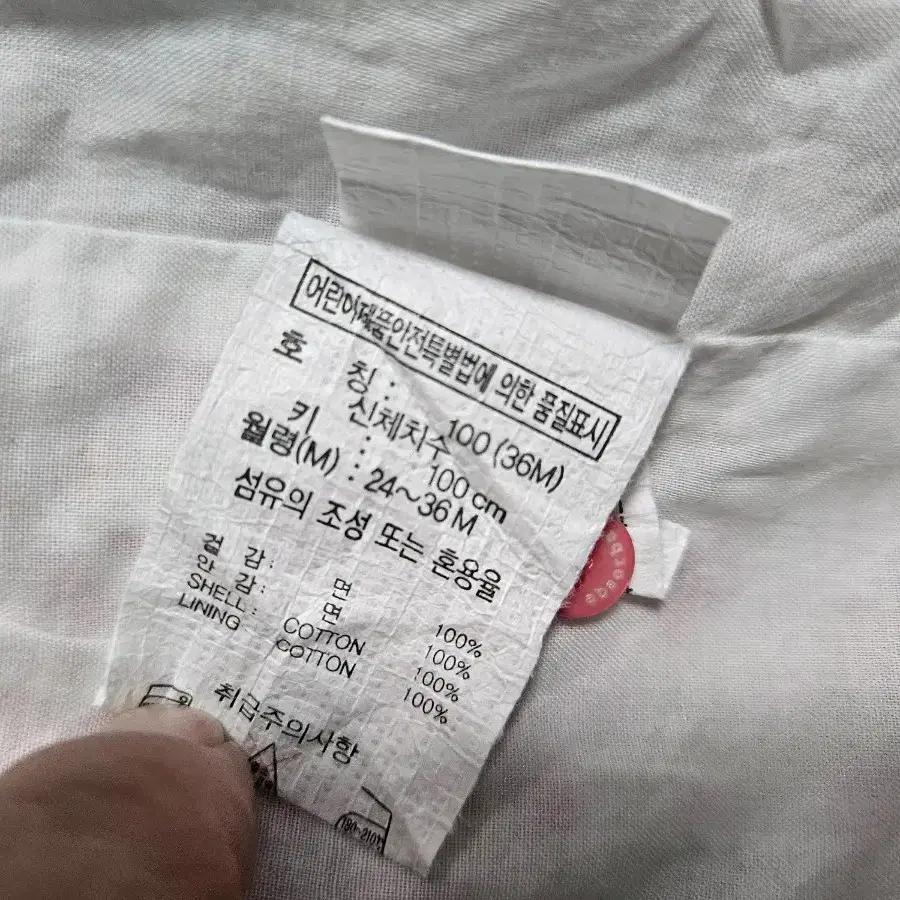 어린이제품안전특별법에 의한 품질표시
호 칭 : 100 (36M)
신체치수
키 : 100 cm
월령(M) : 24~36M
섬유의 조성 또는 혼용율
겉 감 : 면 100%
안 감 : 면 100%
SHELL : COTTON 100%
LINING : COTTON 100%
취급주의사항
180~210℃